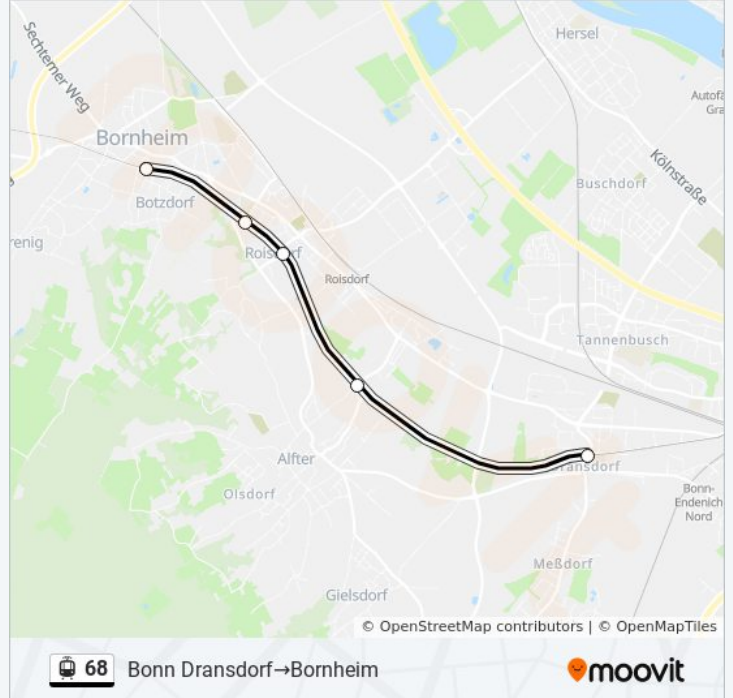 Hersel
Sechtemer Weg
Autofä
Gra
Bornheim
Kölnstraße
Buschdorf
Botzdorf
renig
Roisdorf
Roisdorf
Tannenbusch
Alfter
Dransdorf
Olsdorf
Bonn-
Endenich
Nord
Meßdorf
Gielsdorf
© OpenStreetMap contributors | © OpenMapTiles
68 Bonn Dransdorf→Bornheim
moovit